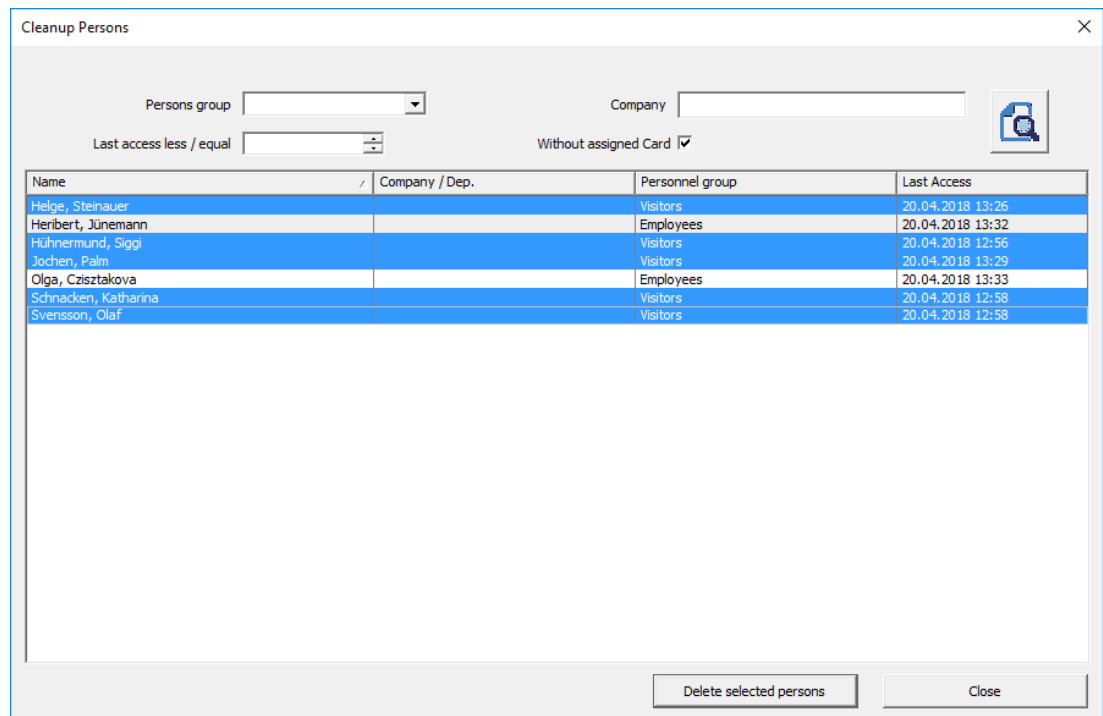 Cleanup Persons
Persons group Company
Last access less / equal Without assigned Card
Name Company / Dep. Personnel group Last Access
Helge, Steinauer Visitors 20.04.2018 13:26
Heribert, Jünemann Employees 20.04.2018 13:32
Hühnermund, Siggi Visitors 20.04.2018 12:56
Jochen, Palm Visitors 20.04.2018 13:29
Olga, Czisztakova Employees 20.04.2018 13:33
Schnacken, Katharina Visitors 20.04.2018 12:58
Svensson, Olaf Visitors 20.04.2018 12:58
Delete selected persons Close